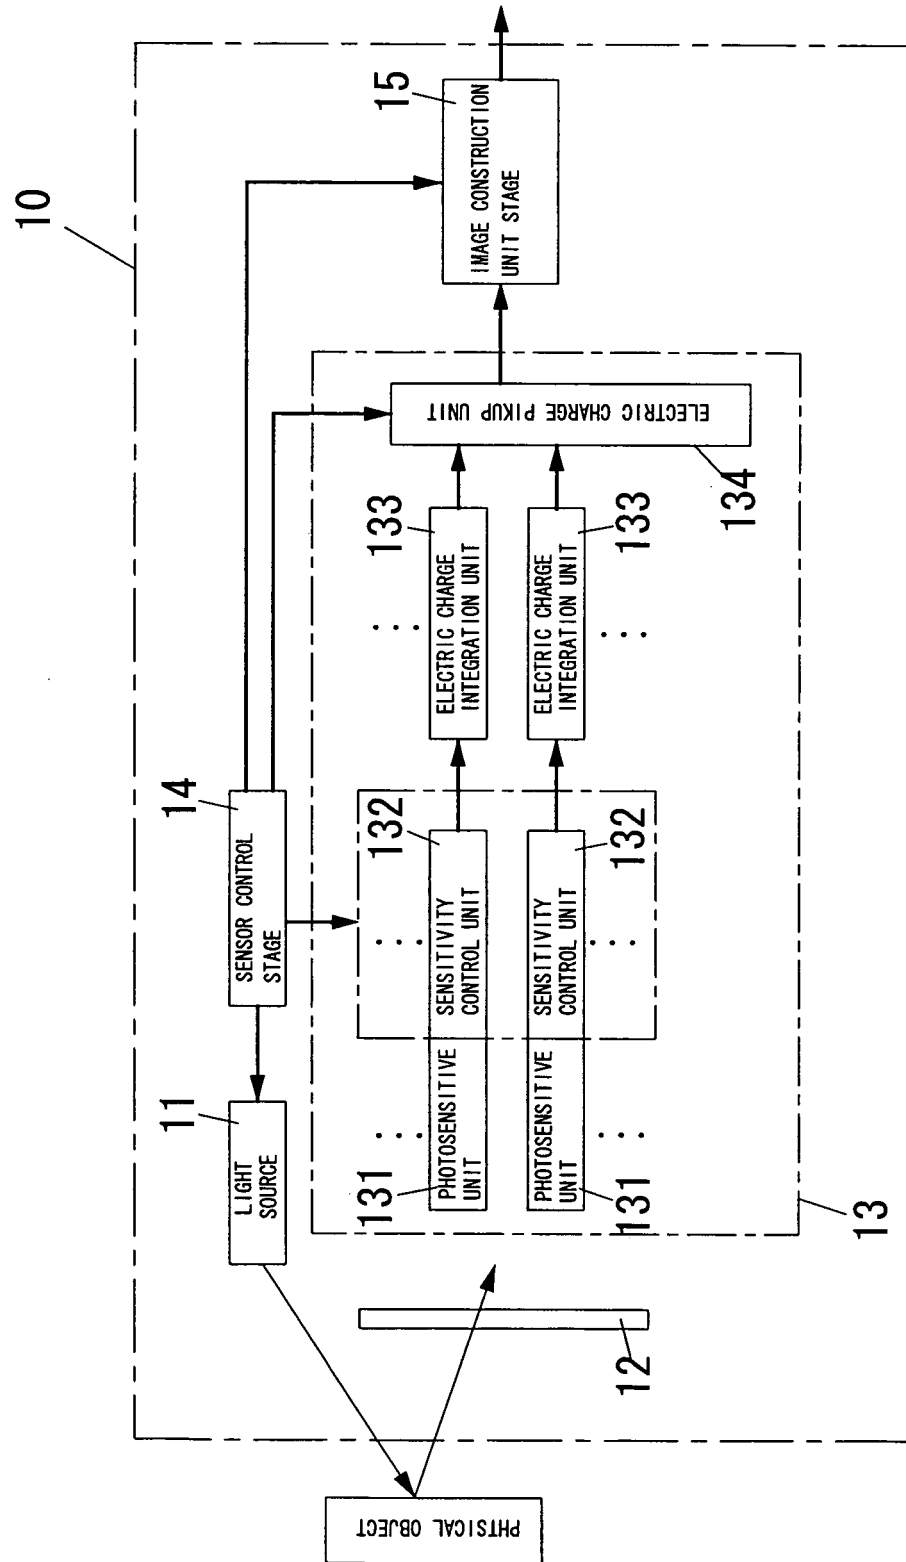 10
15
IMAGE CONSTRUCTION
UNIT STAGE
14
SENSOR CONTROL
STAGE
11
LIGHT
SOURCE
ELECTRIC CHARGE PIKUP UNIT
134
133
ELECTRIC CHARGE
INTEGRATION UNIT
133
ELECTRIC CHARGE
INTEGRATION UNIT
132
SENSITIVITY
CONTROL UNIT
132
SENSITIVITY
CONTROL UNIT
131
PHOTOSENSITIVE
UNIT
131
PHOTOSENSITIVE
UNIT
13
12
PHTSICAL OBJECT